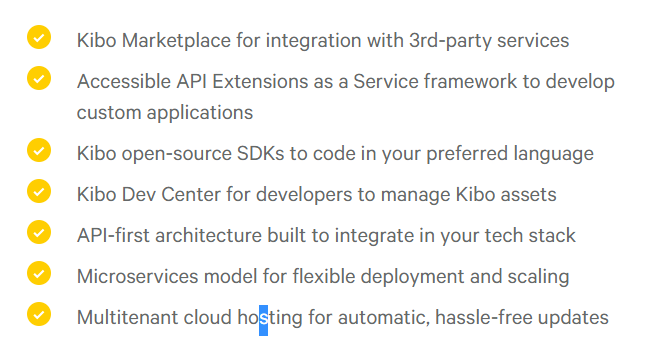 Kibo Marketplace for integration with 3rd-party services
Accessible API Extensions as a Service framework to develop
custom applications
Kibo open-source SDKs to code in your preferred language
Kibo Dev Center for developers to manage Kibo assets
API-first architecture built to integrate in your tech stack
Microservices model for flexible deployment and scaling
Multitenant cloud hosting for automatic, hassle-free updates